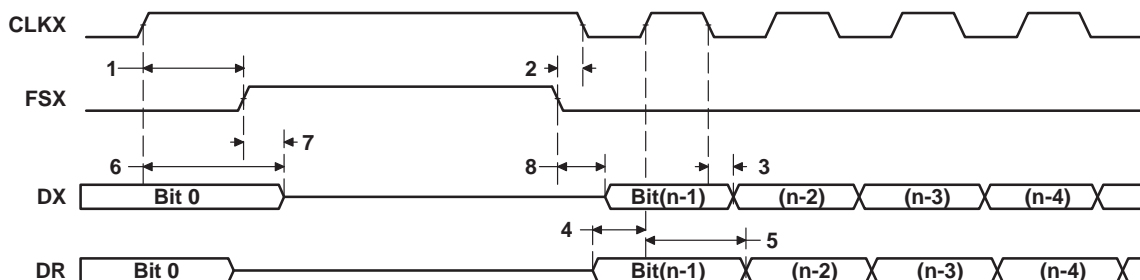 CLKX
1
2
FSX
7
6
8
3
DX
Bit 0
Bit(n-1)
(n-2)
(n-3)
(n-4)
4
5
DR
Bit 0
Bit(n-1)
(n-2)
(n-3)
(n-4)